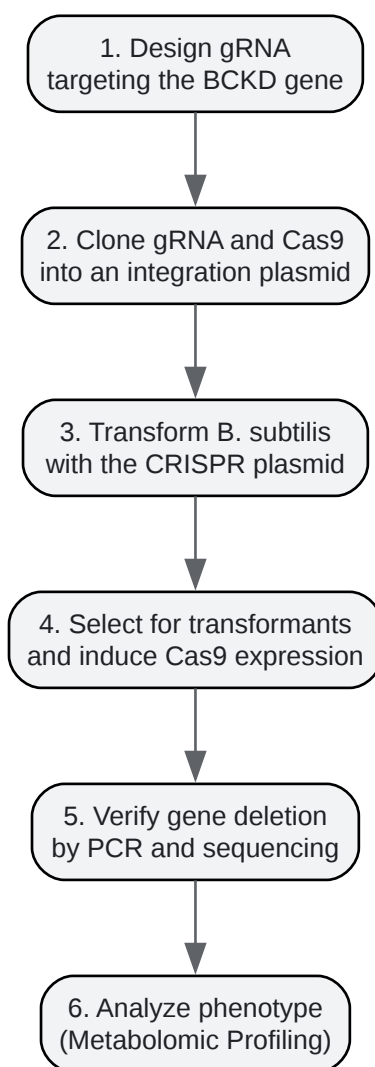 1. Design gRNA
targeting the BCKD gene
2. Clone gRNA and Cas9
into an integration plasmid
3. Transform B. subtilis
with the CRISPR plasmid
4. Select for transformants
and induce Cas9 expression
5. Verify gene deletion
by PCR and sequencing
6. Analyze phenotype
(Metabolomic Profiling)